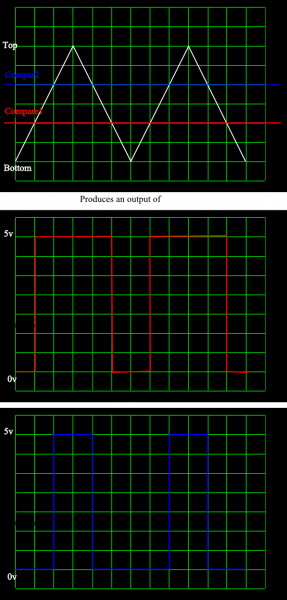 Top
Compare2
Compare1
Bottom
Produces an output of
5v
0v
5v
0v